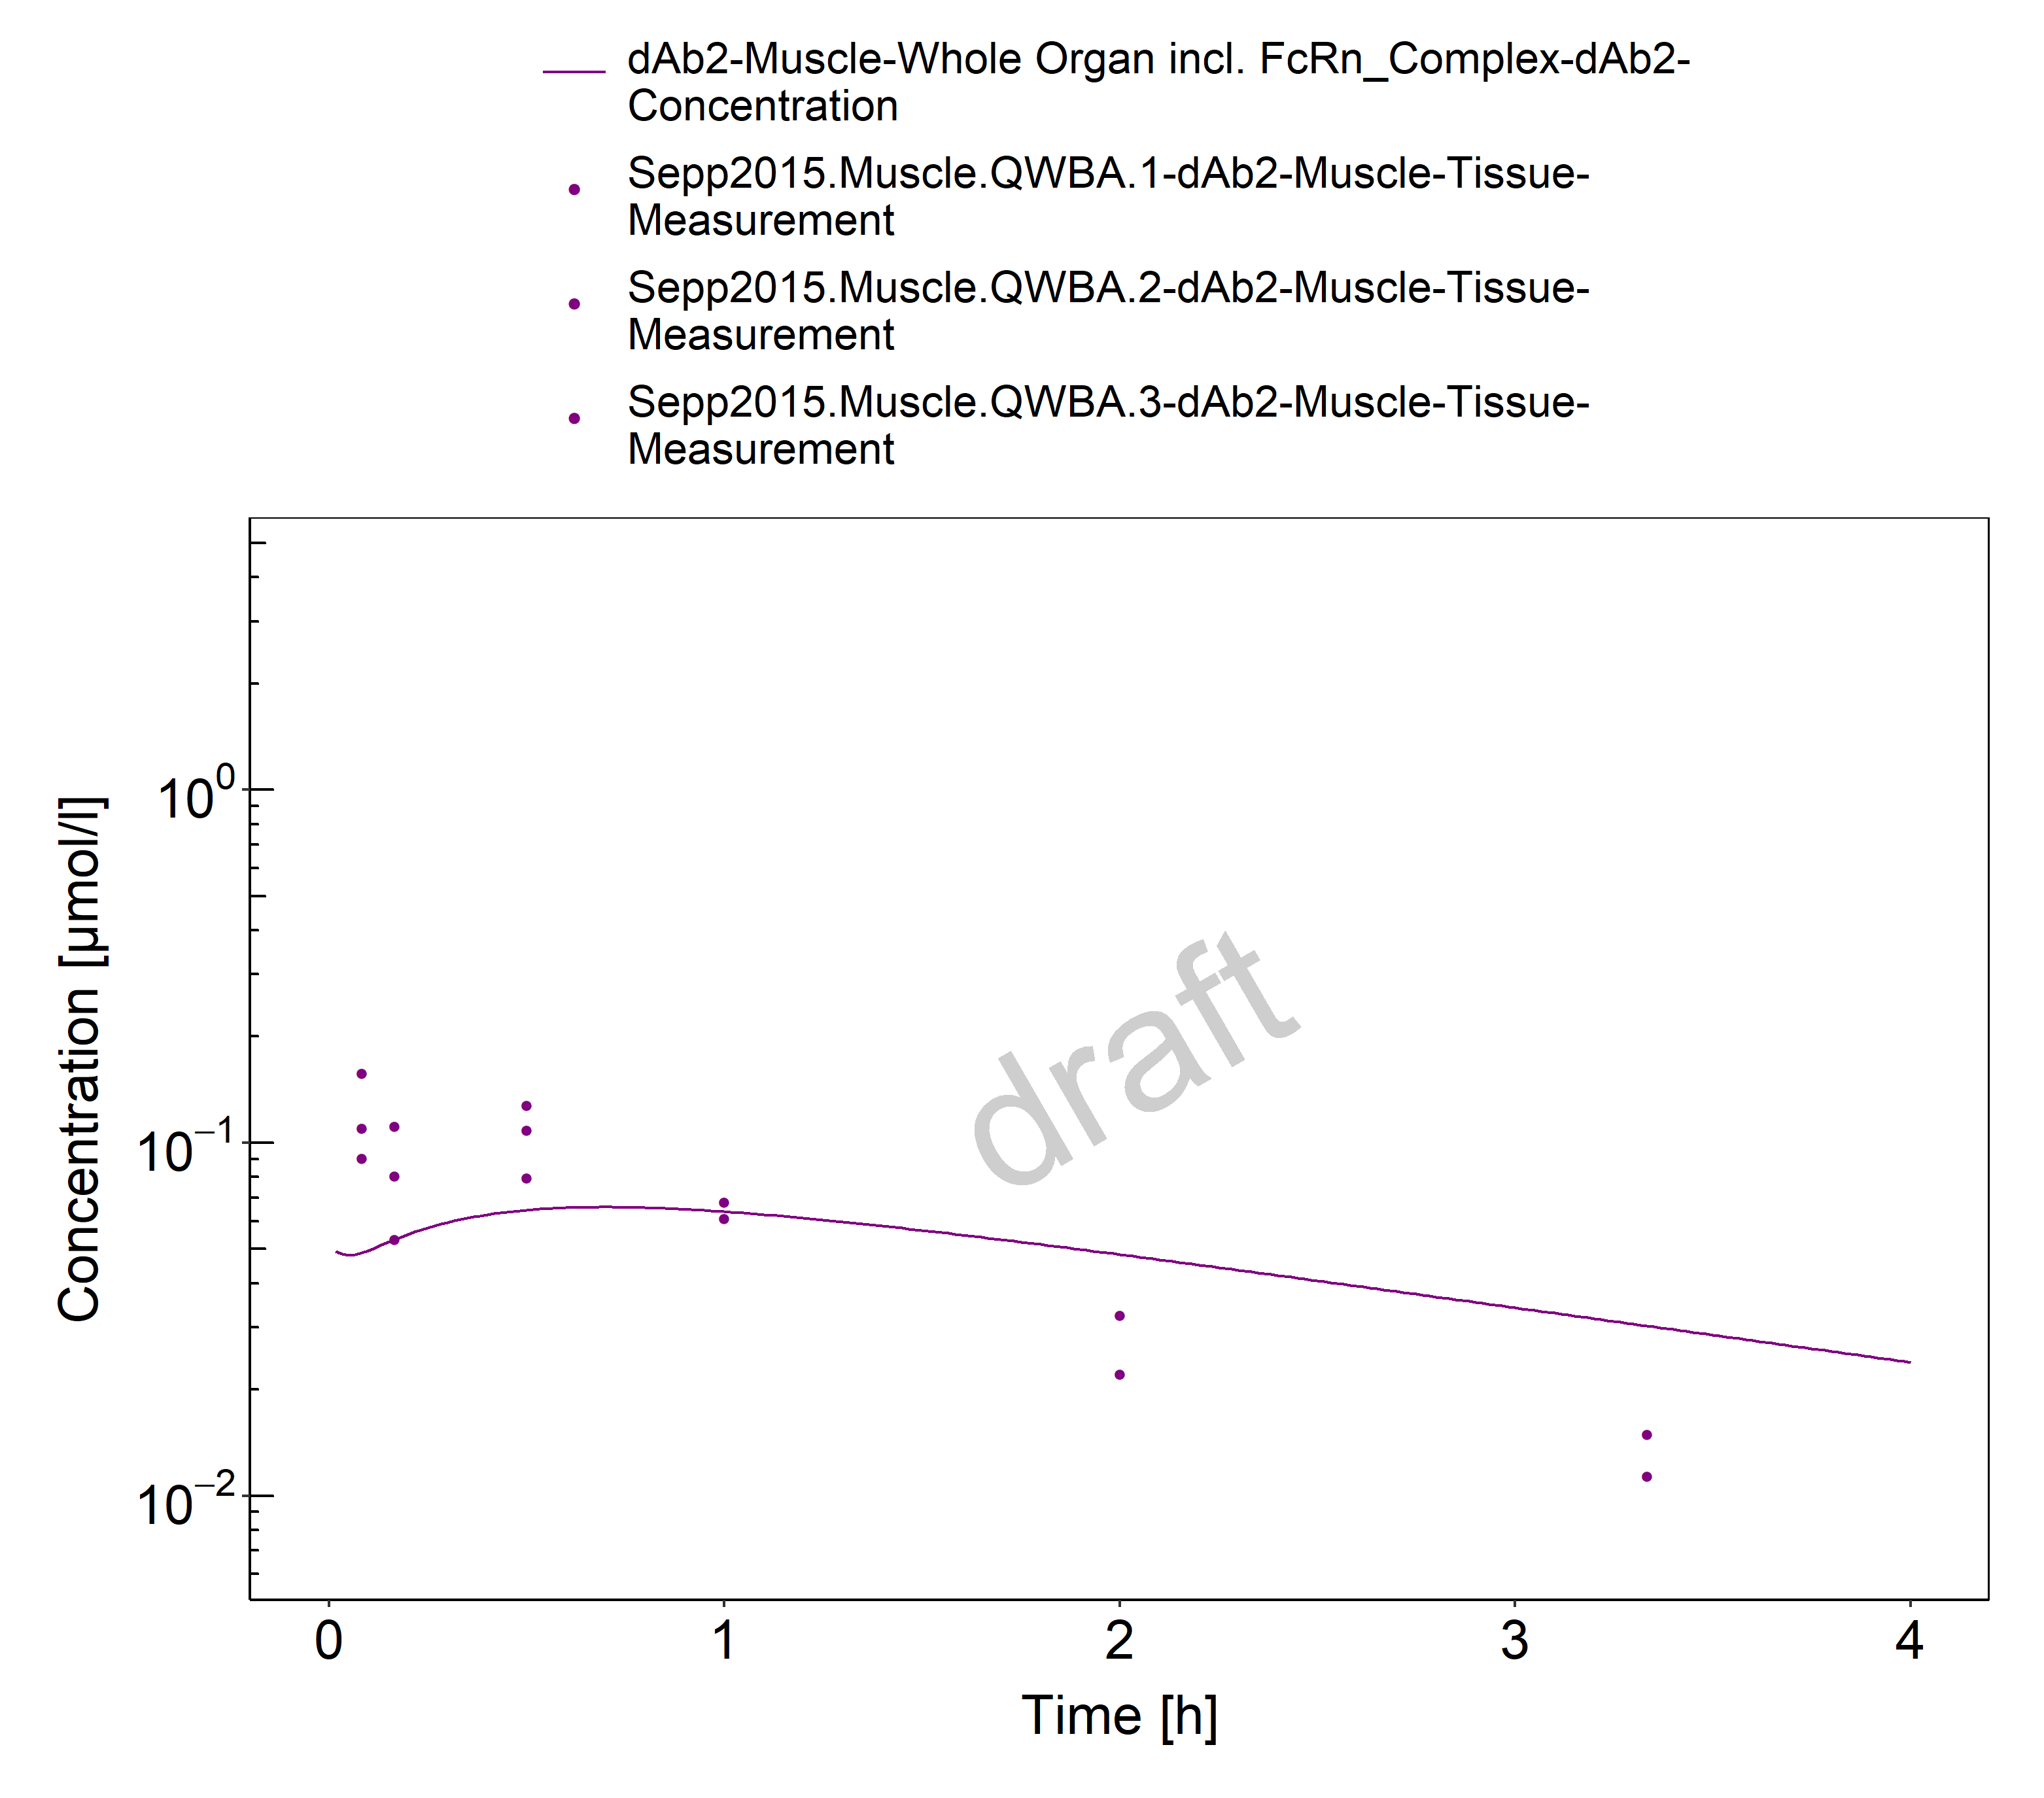 dAb2-Muscle-Whole Organ incl. FcRn_Complex-dAb2-
Concentration
Sepp2015.Muscle.QWBA.1-dAb2-Muscle-Tissue-
Measurement
Sepp2015.Muscle.QWBA.2-dAb2-Muscle-Tissue-
Measurement
Sepp2015.Muscle.QWBA.3-dAb2-Muscle-Tissue-
Measurement
10⁰
10⁻¹
10⁻²
Concentration [µmol/l]
draft
0 1 2 3 4
Time [h]